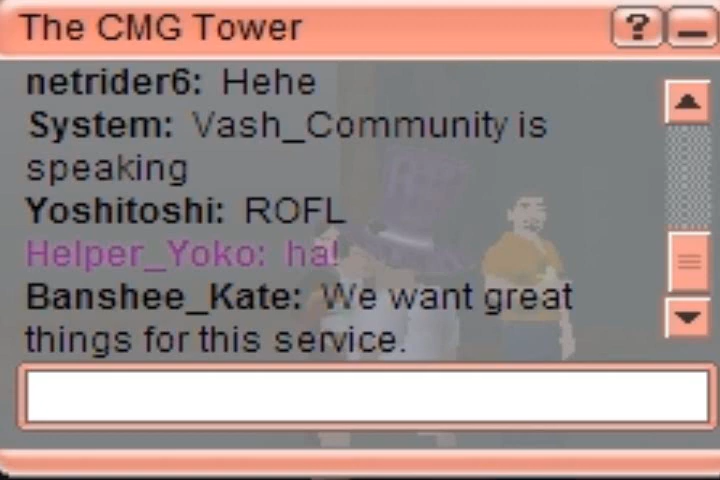 The CMG Tower ?
netrider6: Hehe
System: Vash_Community is
speaking
Yoshitoshi: ROFL
Helper_Yoko: ha!
Banshee_Kate: We want great
things for this service.